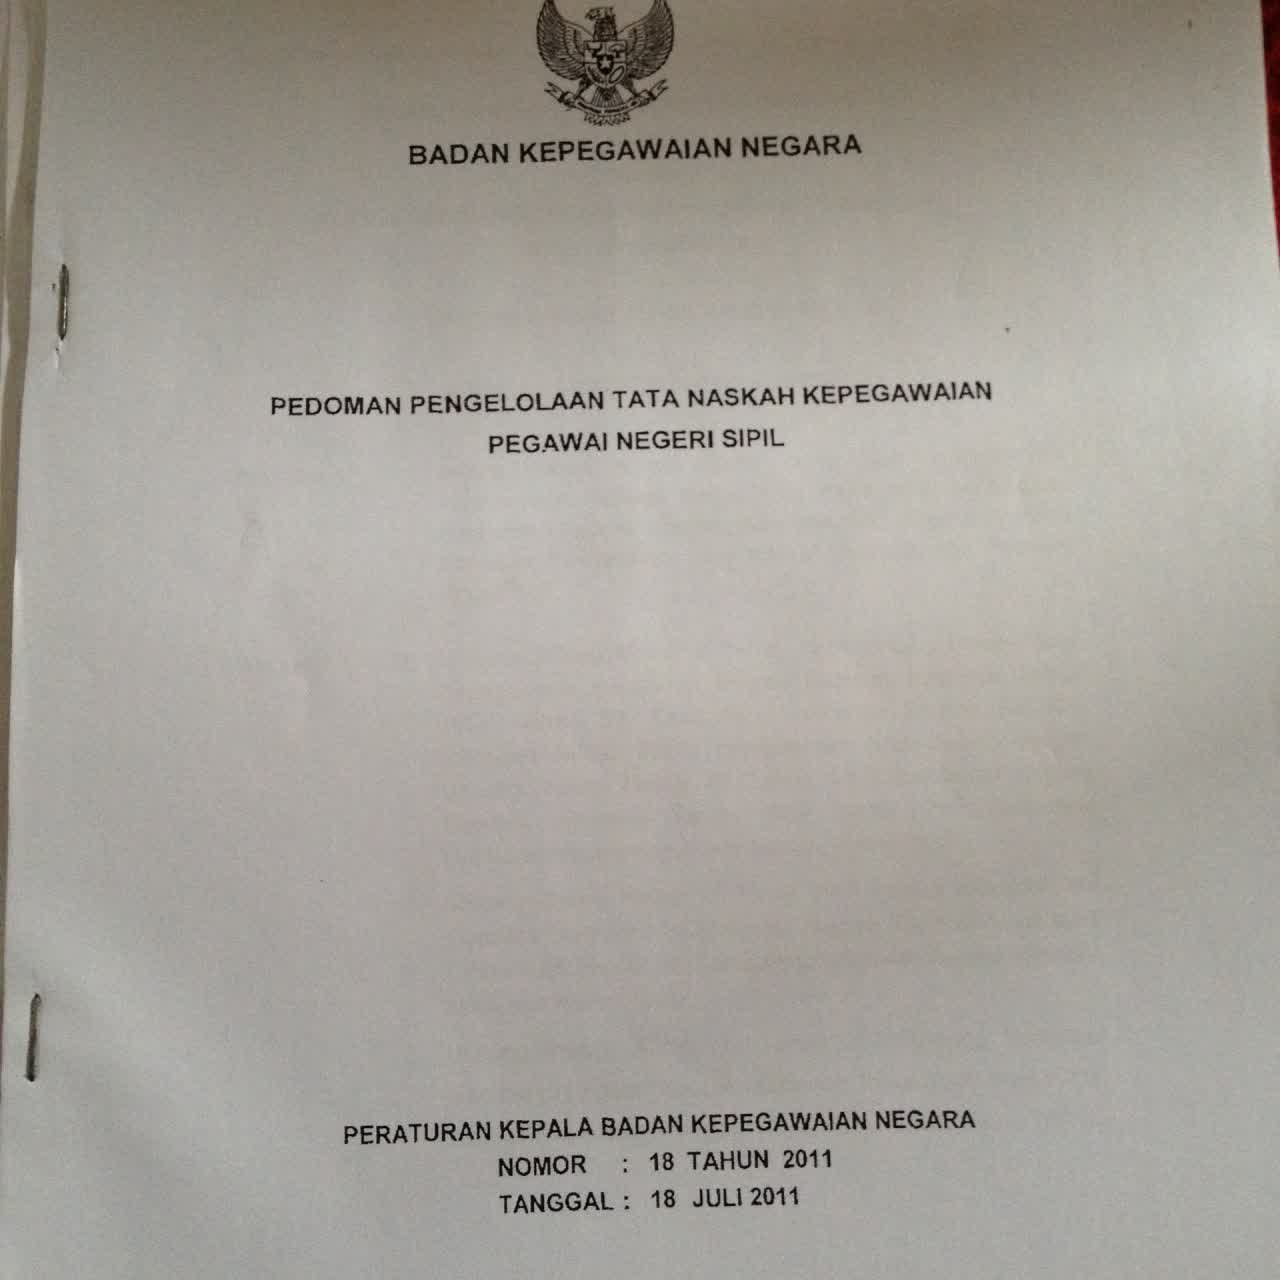 BADAN KEPEGAWAIAN NEGARA
PEDOMAN PENGELOLAAN TATA NASKAH KEPEGAWAIAN
PEGAWAI NEGERI SIPIL
PERATURAN KEPALA BADAN KEPEGAWAIAN NEGARA
NOMOR : 18 TAHUN 2011
TANGGAL : 18 JULI 2011